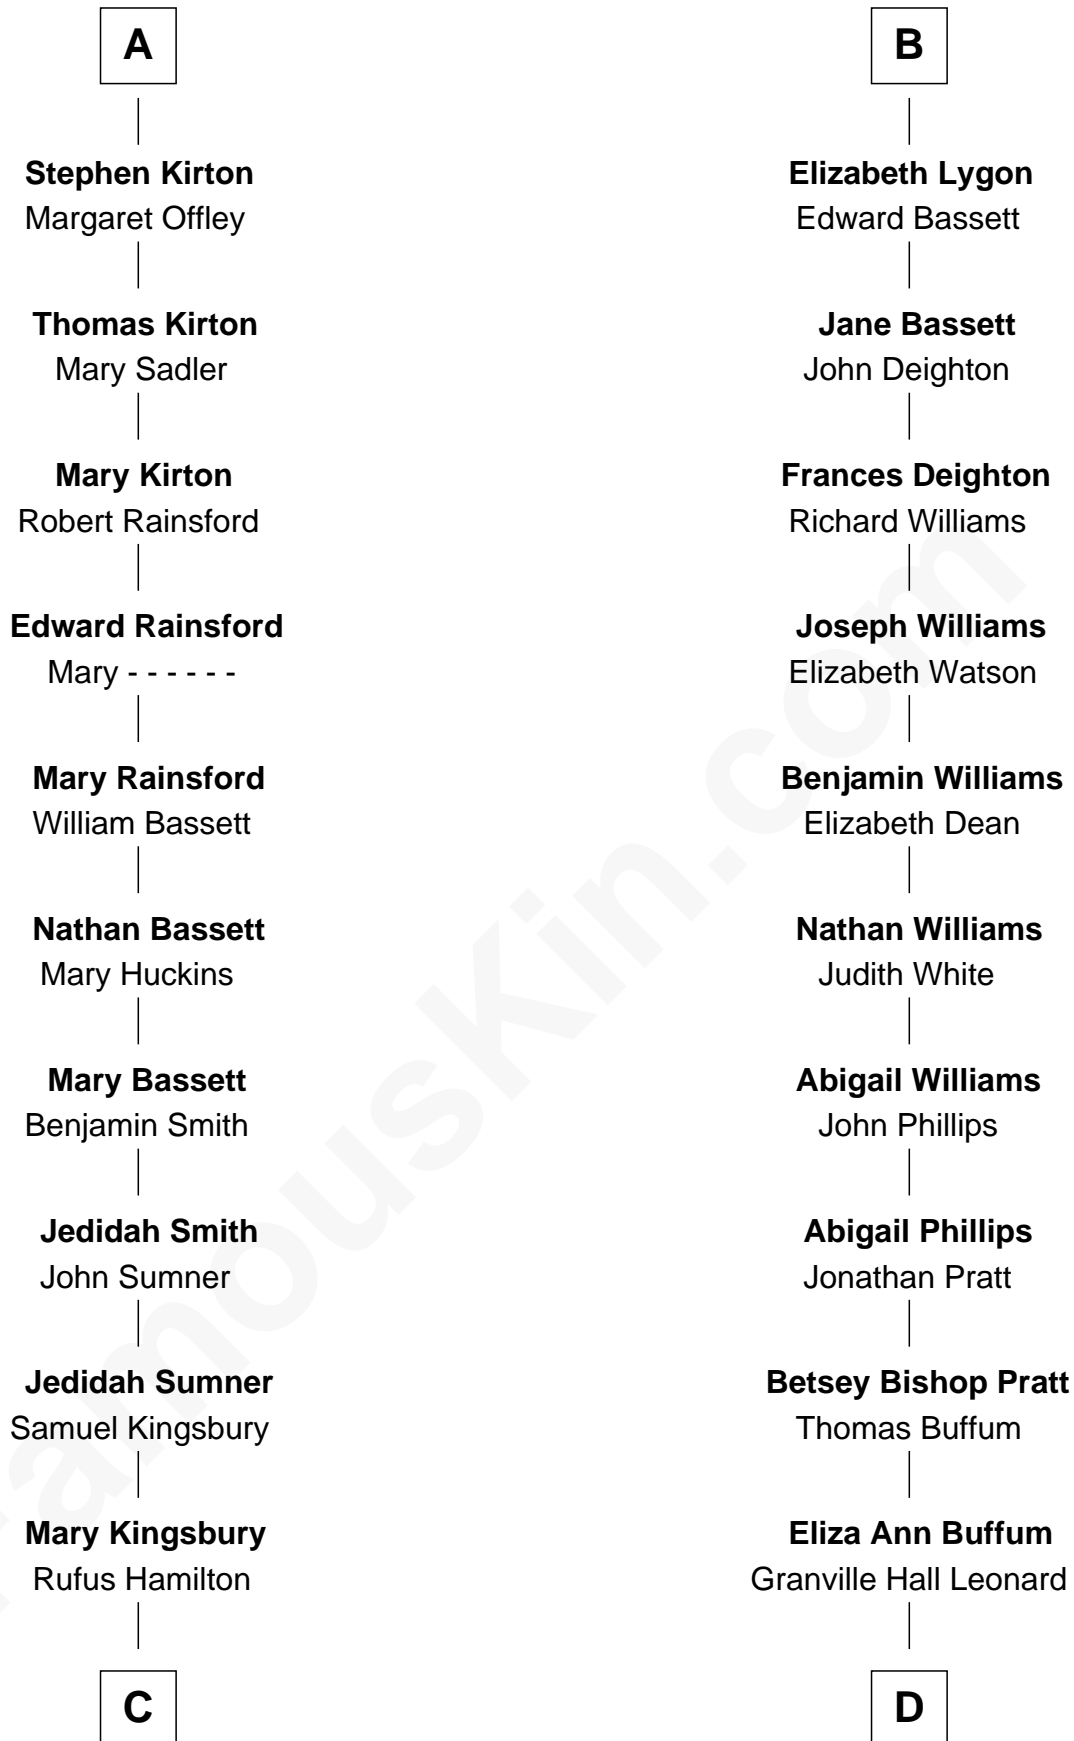 A
Stephen Kirton
Margaret Offley
Thomas Kirton
Mary Sadler
Mary Kirton
Robert Rainsford
Edward Rainsford
Mary - - - - - -
Mary Rainsford
William Bassett
Nathan Bassett
Mary Huckins
Mary Bassett
Benjamin Smith
Jedidah Smith
John Sumner
Jedidah Sumner
Samuel Kingsbury
Mary Kingsbury
Rufus Hamilton
C
B
Elizabeth Lygon
Edward Bassett
Jane Bassett
John Deighton
Frances Deighton
Richard Williams
Joseph Williams
Elizabeth Watson
Benjamin Williams
Elizabeth Dean
Nathan Williams
Judith White
Abigail Williams
John Phillips
Abigail Phillips
Jonathan Pratt
Betsey Bishop Pratt
Thomas Buffum
Eliza Ann Buffum
Granville Hall Leonard
D
FamousKin.com